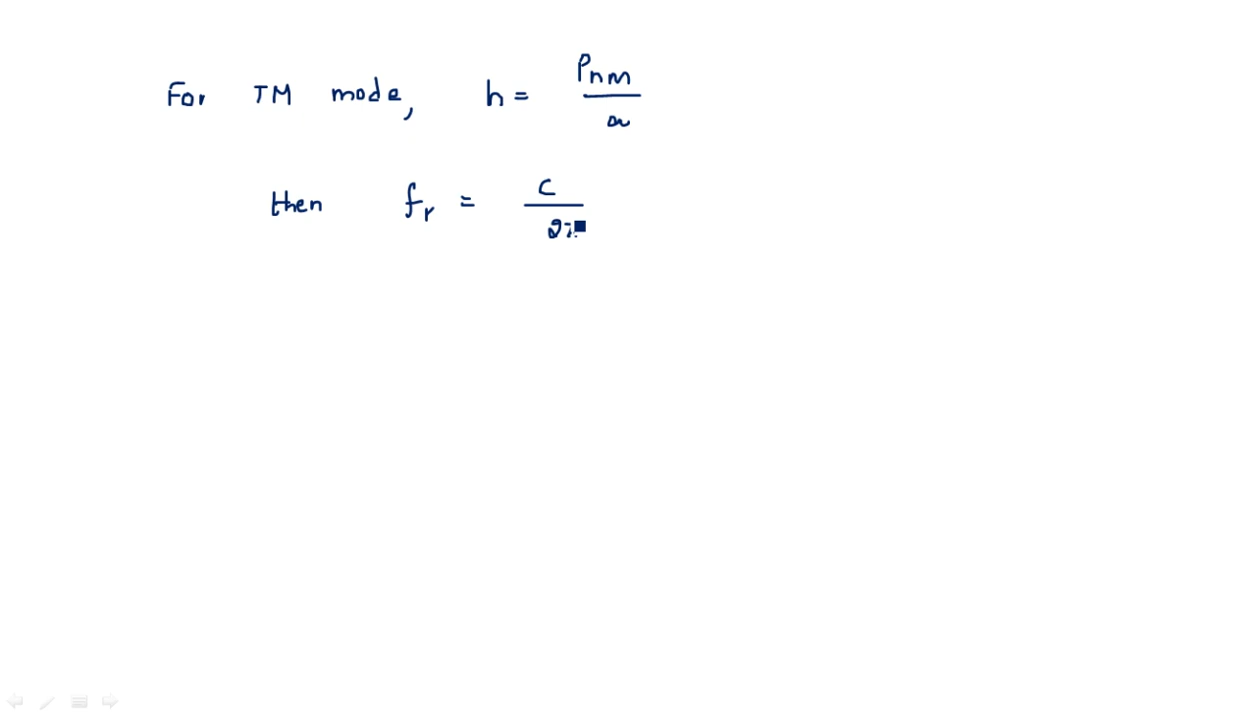 For TM mode, h = Pnm / a
then fr = c / 2π